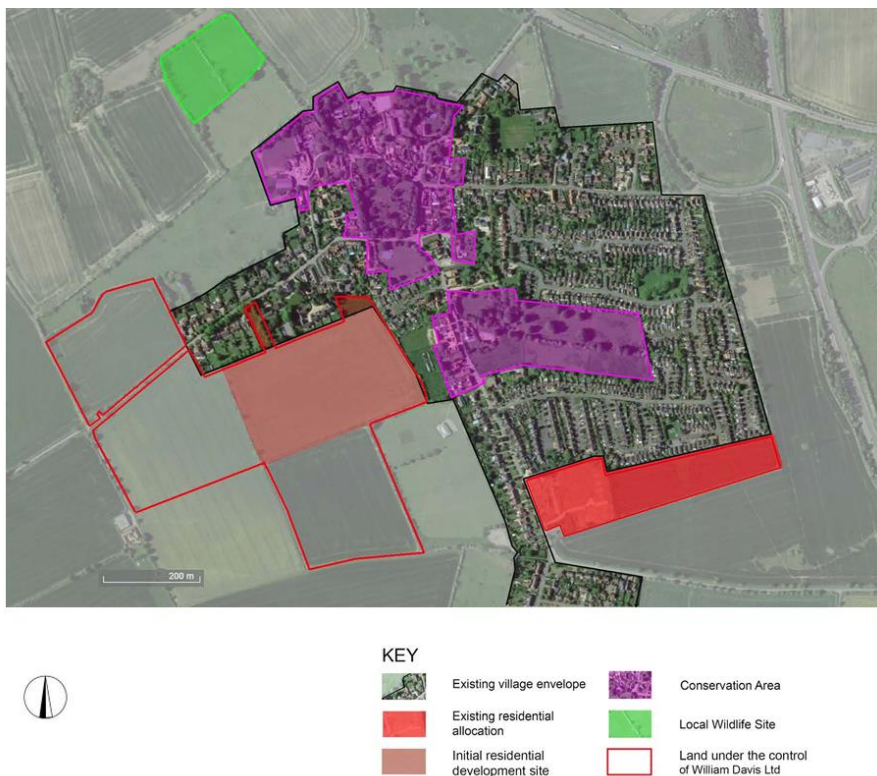 200 m
KEY
Existing village envelope
Conservation Area
Existing residential
allocation
Local Wildlife Site
Initial residential
development site
Land under the control
of William Davis Ltd